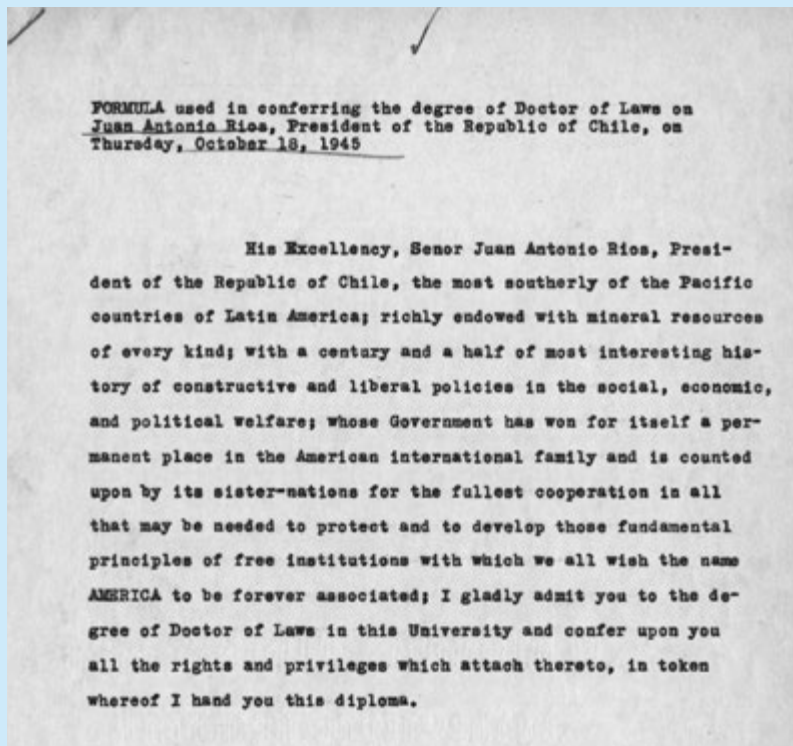 FORMULA used in conferring the degree of Doctor of Laws on
Juan Antonio Rios, President of the Republic of Chile, on
Thursday, October 18, 1945
His Excellency, Senor Juan Antonio Rios, Presi-
dent of the Republic of Chile, the most southerly of the Pacific
countries of Latin America; richly endowed with mineral resources
of every kind; with a century and a half of most interesting his-
tory of constructive and liberal policies in the social, economic,
and political welfare; whose Government has won for itself a per-
manent place in the American international family and is counted
upon by its sister-nations for the fullest cooperation in all
that may be needed to protect and to develop those fundamental
principles of free institutions with which we all wish the name
AMERICA to be forever associated; I gladly admit you to the de-
gree of Doctor of Laws in this University and confer upon you
all the rights and privileges which attach thereto, in token
whereof I hand you this diploma.